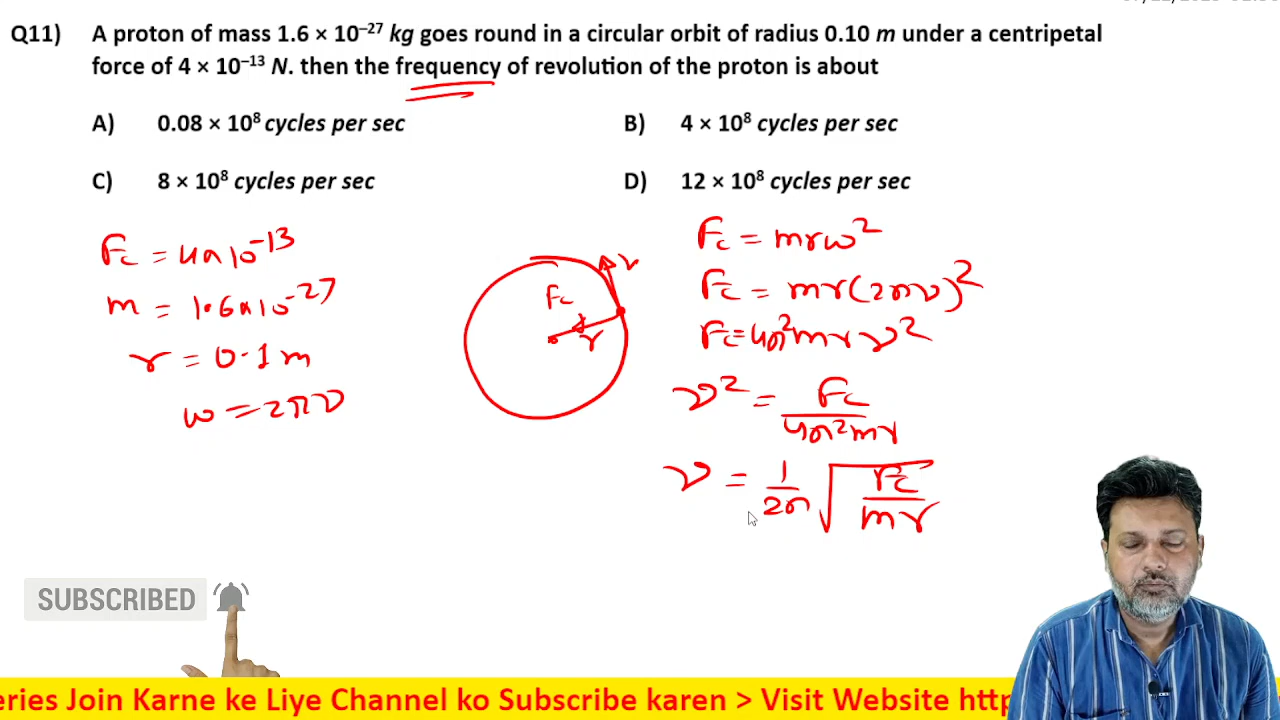 Q11) A proton of mass 1.6 × 10⁻²⁷ kg goes round in a circular orbit of radius 0.10 m under a centripetal
force of 4 × 10⁻¹³ N. then the frequency of revolution of the proton is about
A) 0.08 × 10⁸ cycles per sec
B) 4 × 10⁸ cycles per sec
C) 8 × 10⁸ cycles per sec
D) 12 × 10⁸ cycles per sec
Fc = 4×10⁻¹³
m = 1.6×10⁻²⁷
r = 0.1 m
ω = 2πν
Fc
v
r
Fc = mrω²
Fc = mr(2πν)²
Fc = 4π²mrν²
ν² = Fc / 4π²mr
ν = 1/2π √(Fc / mr)
SUBSCRIBED
eries Join Karne ke Liye Channel ko Subscribe karen > Visit Website http